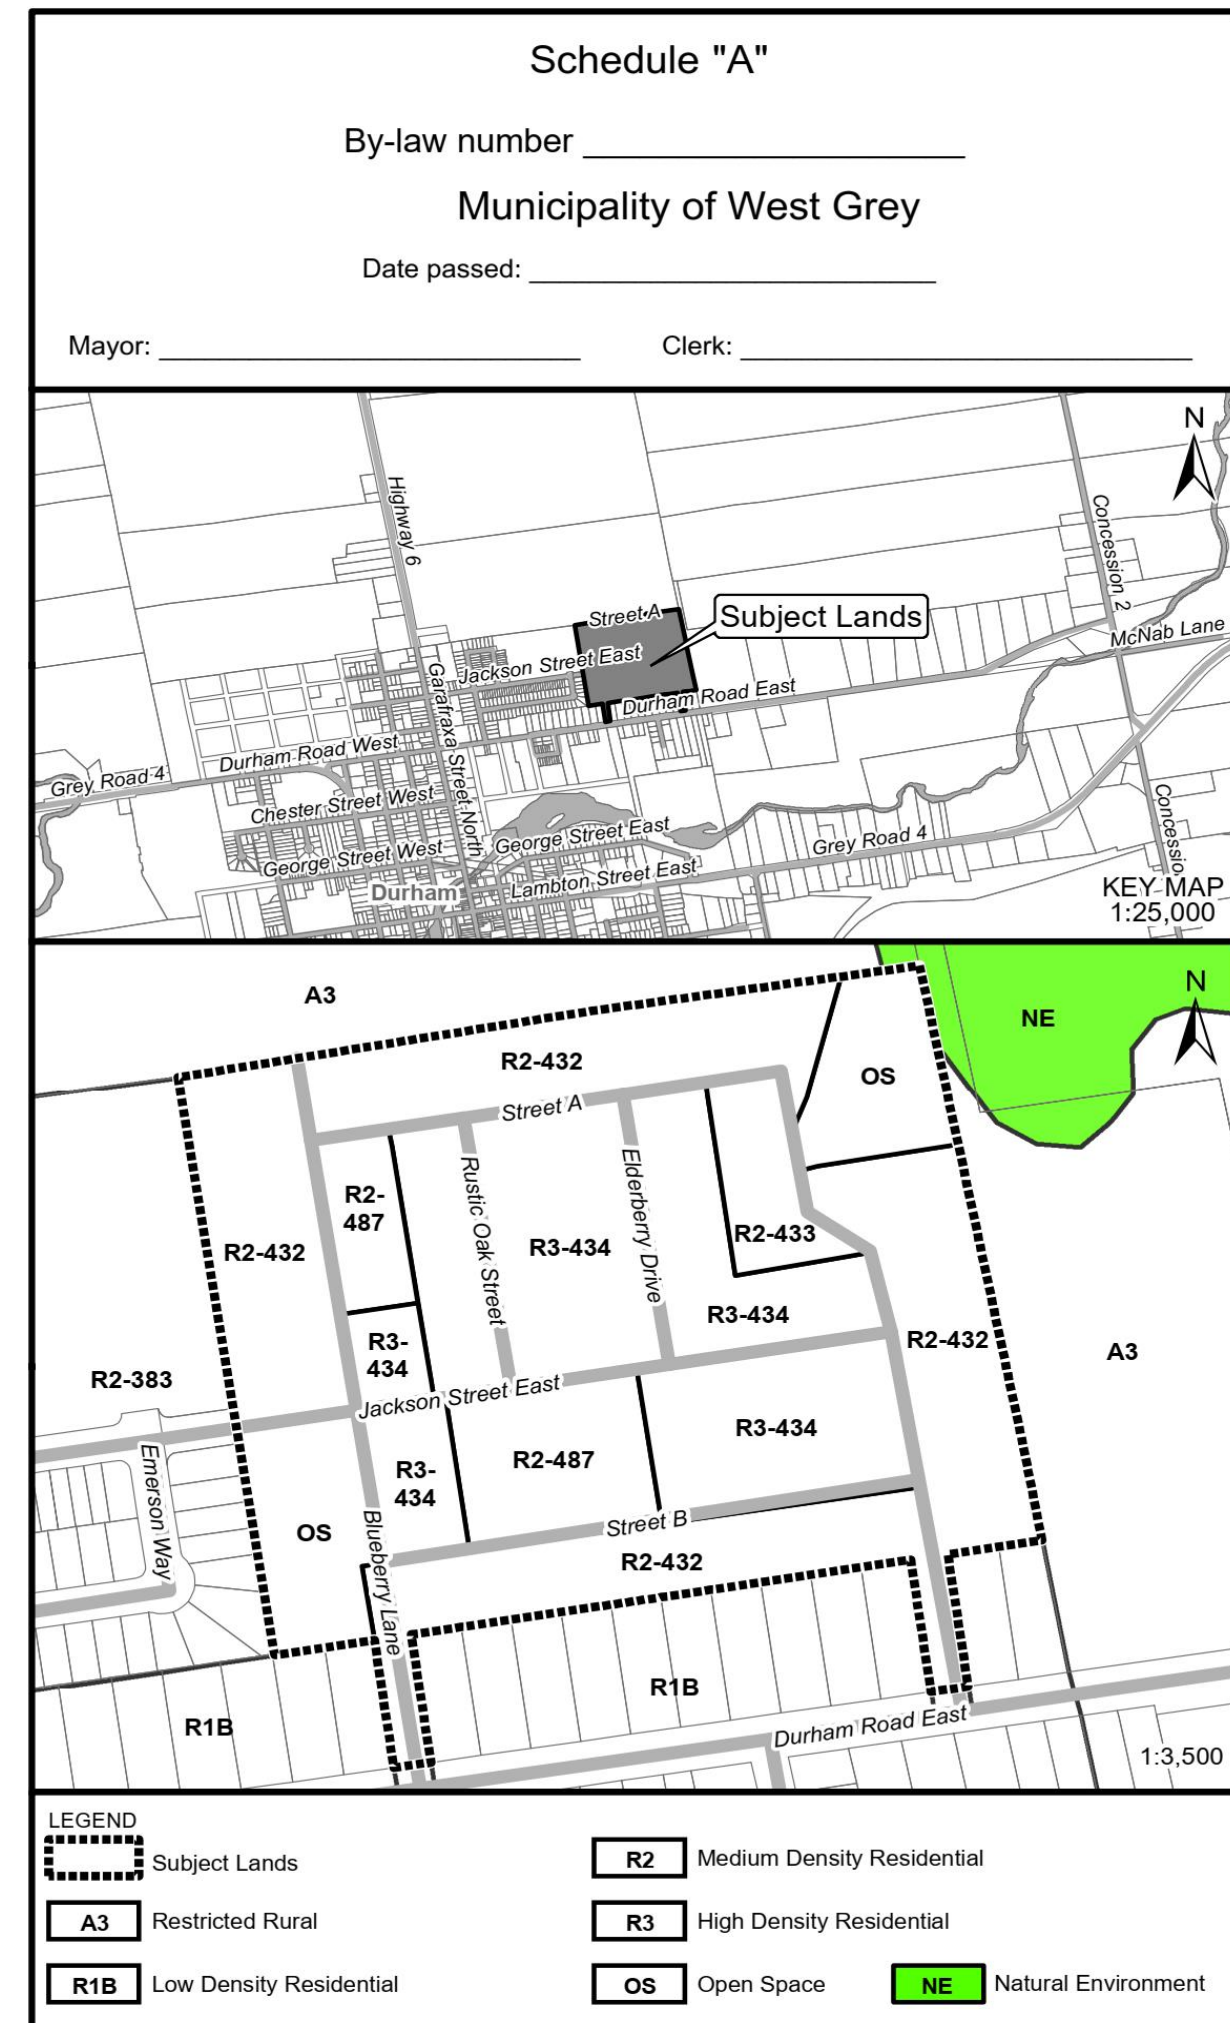 Schedule "A"
By-law number ____________________
Municipality of West Grey
Date passed: ____________________
Mayor: ____________________ Clerk: ____________________
N
Highway 6
Concession 2
Street A
Subject Lands
McNab Lane
Jackson Street East
Garafraxa Street North
Durham Road East
Durham Road West
Grey Road 4
Chester Street West
George Street East
George Street West
Grey Road 4
Lambton Street East
Durham
Concessio
KEY MAP
1:25,000
A3
NE
N
R2-432
OS
Street A
R2-
487
Rustic Oak Street
Elderberry Drive
R2-432
R3-434
R2-433
R3-434
R3-
434
R2-432
A3
R2-383
Jackson Street East
R3-434
Emerson Way
R3-
434
R2-487
OS
Blueberry Lane
Street B
R2-432
R1B
R1B
Durham Road East
1:3,500
LEGEND
Subject Lands
R2 Medium Density Residential
A3 Restricted Rural
R3 High Density Residential
R1B Low Density Residential
OS Open Space
NE Natural Environment